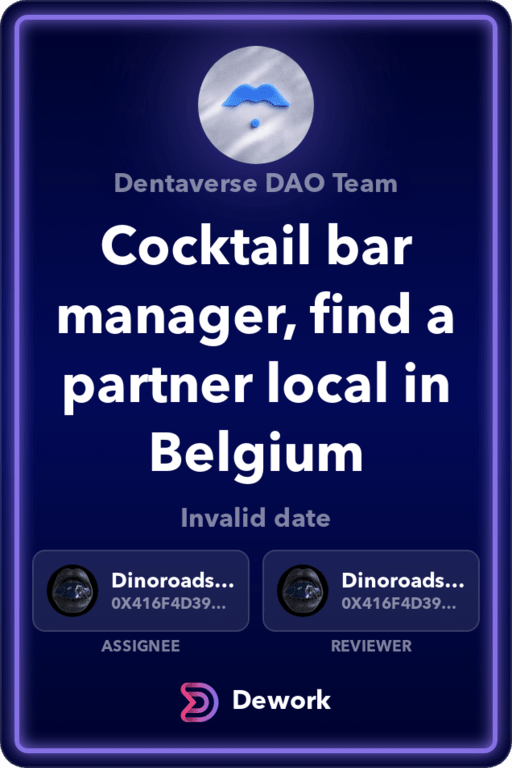 Dentaverse DAO Team
Cocktail bar
manager, find a
partner local in
Belgium
Invalid date
Dinoroads...
0X416F4D39...
ASSIGNEE
Dinoroads...
0X416F4D39...
REVIEWER
Dework